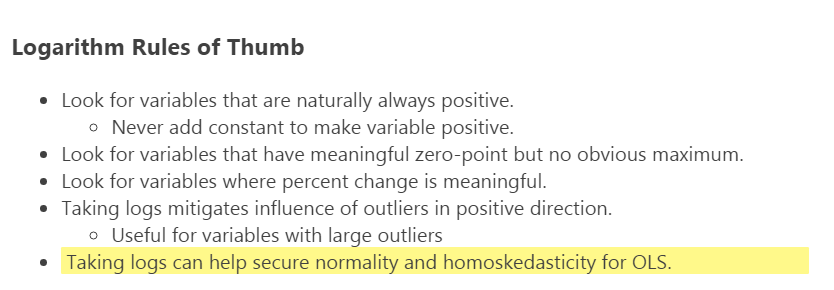 Logarithm Rules of Thumb
Look for variables that are naturally always positive.
Never add constant to make variable positive.
Look for variables that have meaningful zero-point but no obvious maximum.
Look for variables where percent change is meaningful.
Taking logs mitigates influence of outliers in positive direction.
Useful for variables with large outliers
Taking logs can help secure normality and homoskedasticity for OLS.